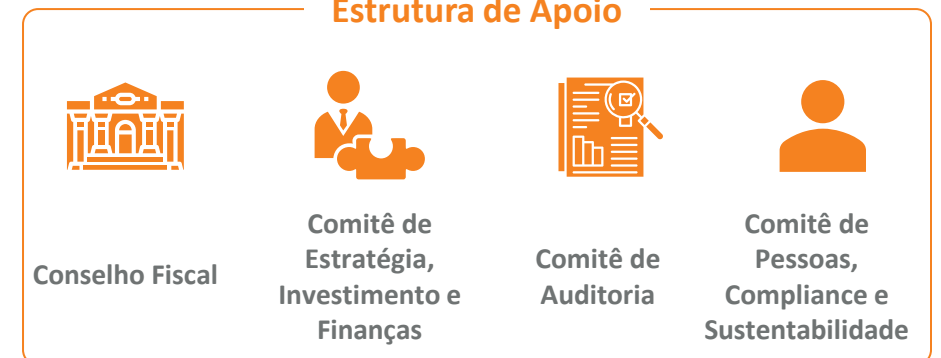 Estrutura de Apoio
Conselho Fiscal
Comitê de
Estratégia,
Investimento e
Finanças
Comitê de
Auditoria
Comitê de
Pessoas,
Compliance e
Sustentabilidade